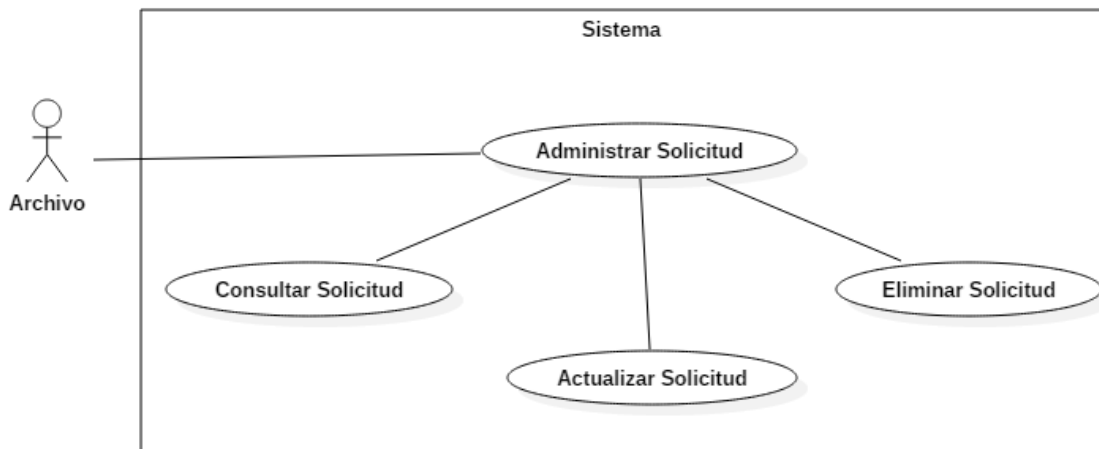 Sistema
Administrar Solicitud
Archivo
Consultar Solicitud
Eliminar Solicitud
Actualizar Solicitud